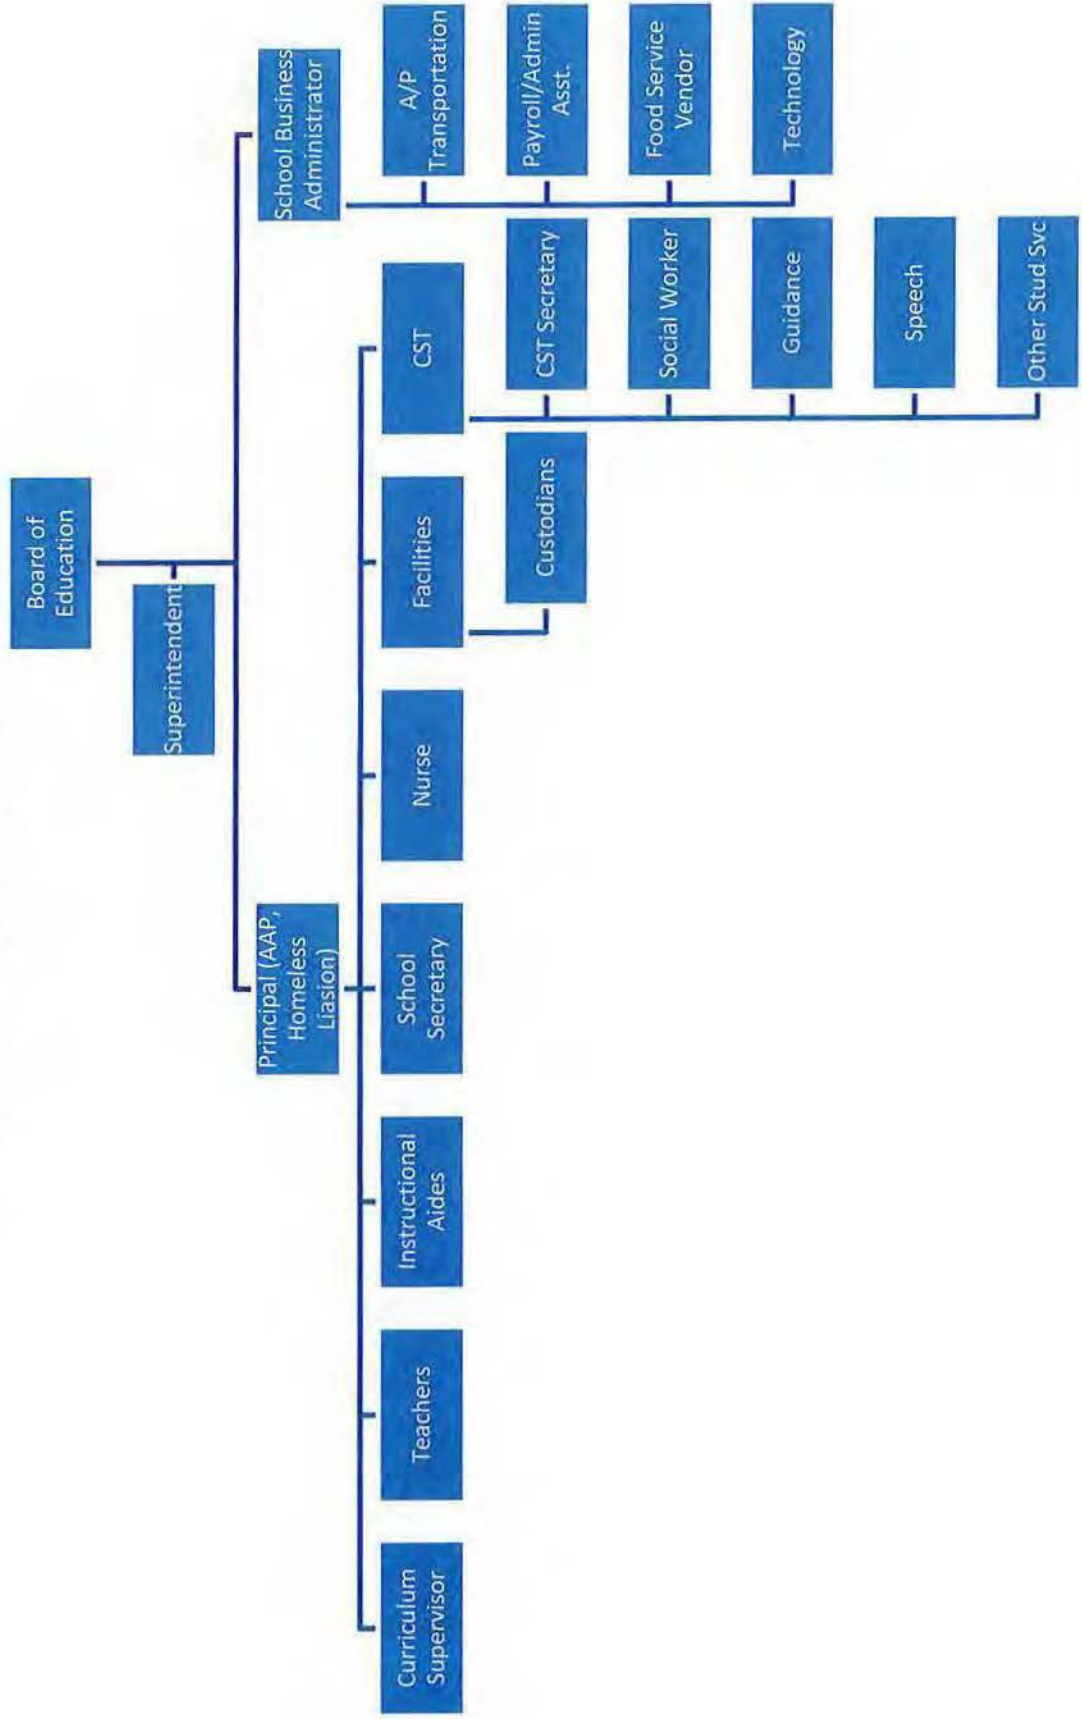 Board of
Education
Superintendent
Principal (AAP,
Homeless
Liasion)
School Business
Administrator
Curriculum
Supervisor
Teachers
Instructional
Aides
School
Secretary
Nurse
Facilities
CST
A/P
Transportation
Custodians
CST Secretary
Payroll/Admin
Asst.
Social Worker
Food Service
Vendor
Guidance
Technology
Speech
Other Stud Svc